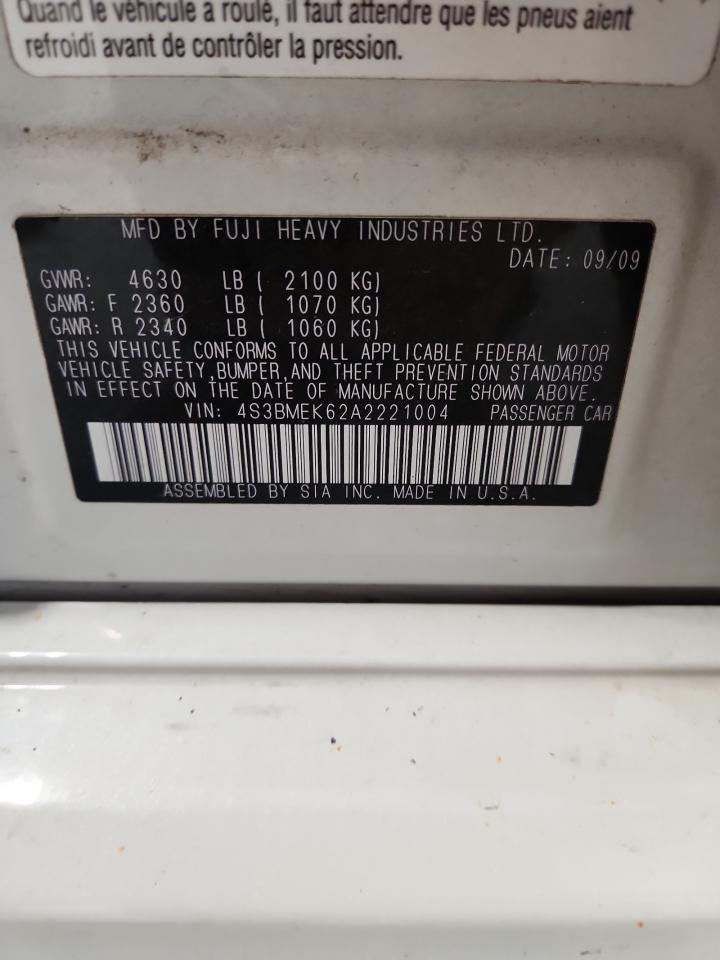 Quand le véhicule a roulé, il faut attendre que les pneus aient
refroidi avant de contrôler la pression.
MFD BY FUJI HEAVY INDUSTRIES LTD.
DATE: 09/09
GVWR: 4630 LB ( 2100 KG)
GAWR: F 2360 LB ( 1070 KG)
GAWR: R 2340 LB ( 1060 KG)
THIS VEHICLE CONFORMS TO ALL APPLICABLE FEDERAL MOTOR
VEHICLE SAFETY,BUMPER,AND THEFT PREVENTION STANDARDS
IN EFFECT ON THE DATE OF MANUFACTURE SHOWN ABOVE.
VIN: 4S3BMEK62A2221004 PASSENGER CAR
ASSEMBLED BY SIA INC. MADE IN U.S.A.